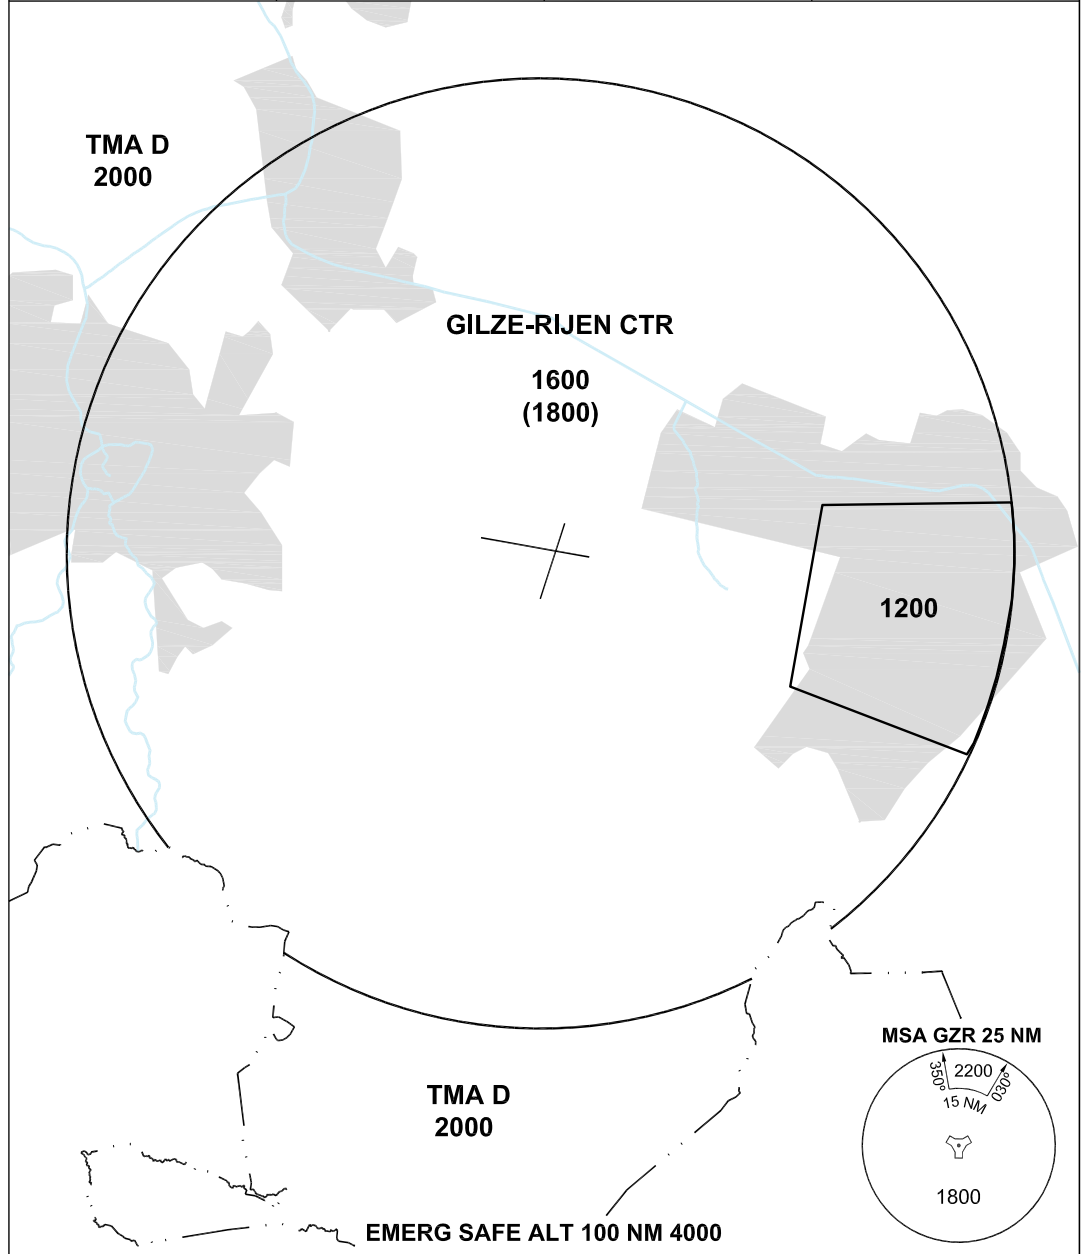 TMA D
2000
GILZE-RIJEN CTR
1600
(1800)
1200
TMA D
2000
EMERG SAFE ALT 100 NM 4000
MSA GZR 25 NM
350°
2200
030°
15 NM
1800